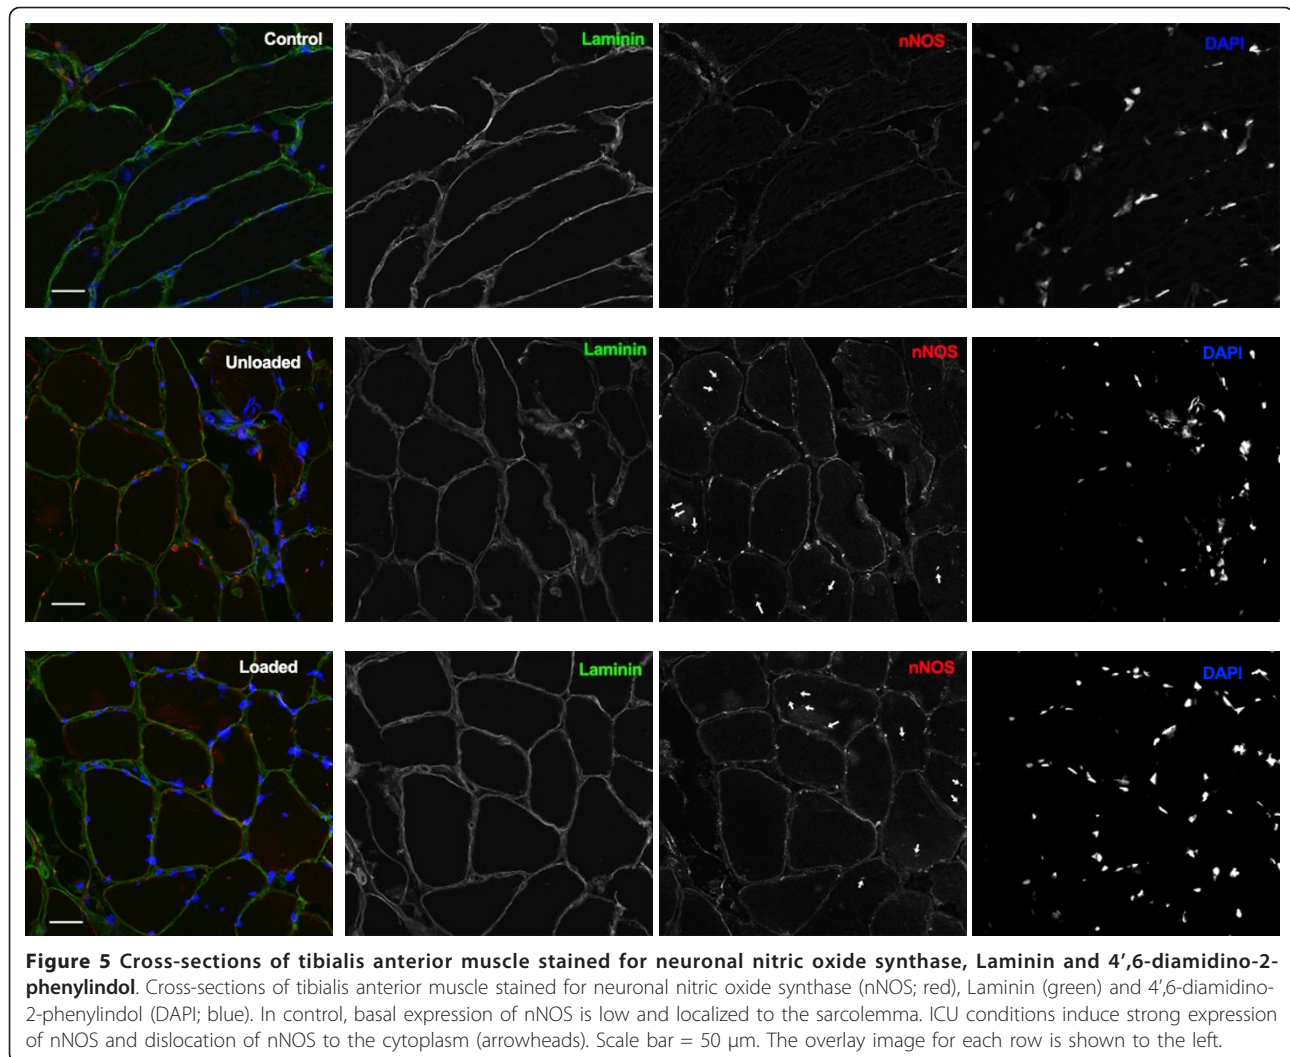 Control Laminin nNOS DAPI
Unloaded Laminin nNOS DAPI
Loaded Laminin nNOS DAPI
Figure 5 Cross-sections of tibialis anterior muscle stained for neuronal nitric oxide synthase, Laminin and 4',6-diamidino-2-
phenylindol. Cross-sections of tibialis anterior muscle stained for neuronal nitric oxide synthase (nNOS; red), Laminin (green) and 4',6-diamidino-
2-phenylindol (DAPI; blue). In control, basal expression of nNOS is low and localized to the sarcolemma. ICU conditions induce strong expression
of nNOS and dislocation of nNOS to the cytoplasm (arrowheads). Scale bar = 50 μm. The overlay image for each row is shown to the left.